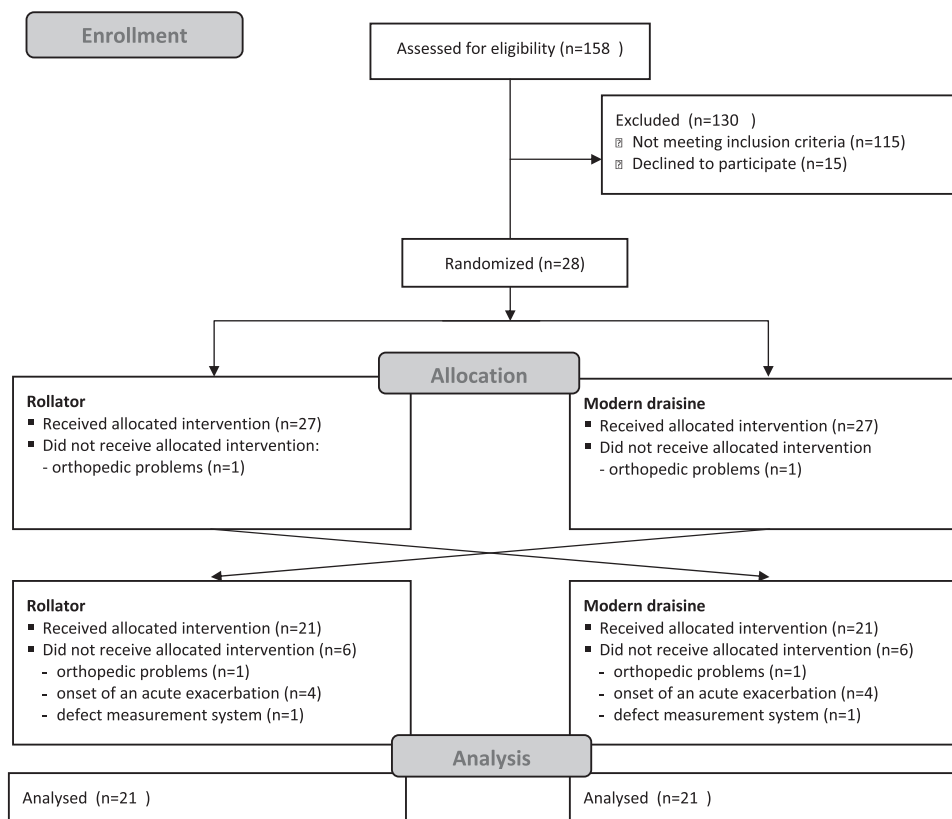 Enrollment
Assessed for eligibility (n=158 )
Excluded (n=130 )
Not meeting inclusion criteria (n=115)
Declined to participate (n=15)
Randomized (n=28)
Allocation
Rollator
▪ Received allocated intervention (n=27)
▪ Did not receive allocated intervention:
- orthopedic problems (n=1)
Modern draisine
▪ Received allocated intervention (n=27)
▪ Did not receive allocated intervention
- orthopedic problems (n=1)
Rollator
▪ Received allocated intervention (n=21)
▪ Did not receive allocated intervention (n=6)
- orthopedic problems (n=1)
- onset of an acute exacerbation (n=4)
- defect measurement system (n=1)
Modern draisine
▪ Received allocated intervention (n=21)
▪ Did not receive allocated intervention (n=6)
- orthopedic problems (n=1)
- onset of an acute exacerbation (n=4)
- defect measurement system (n=1)
Analysis
Analysed (n=21 )
Analysed (n=21 )